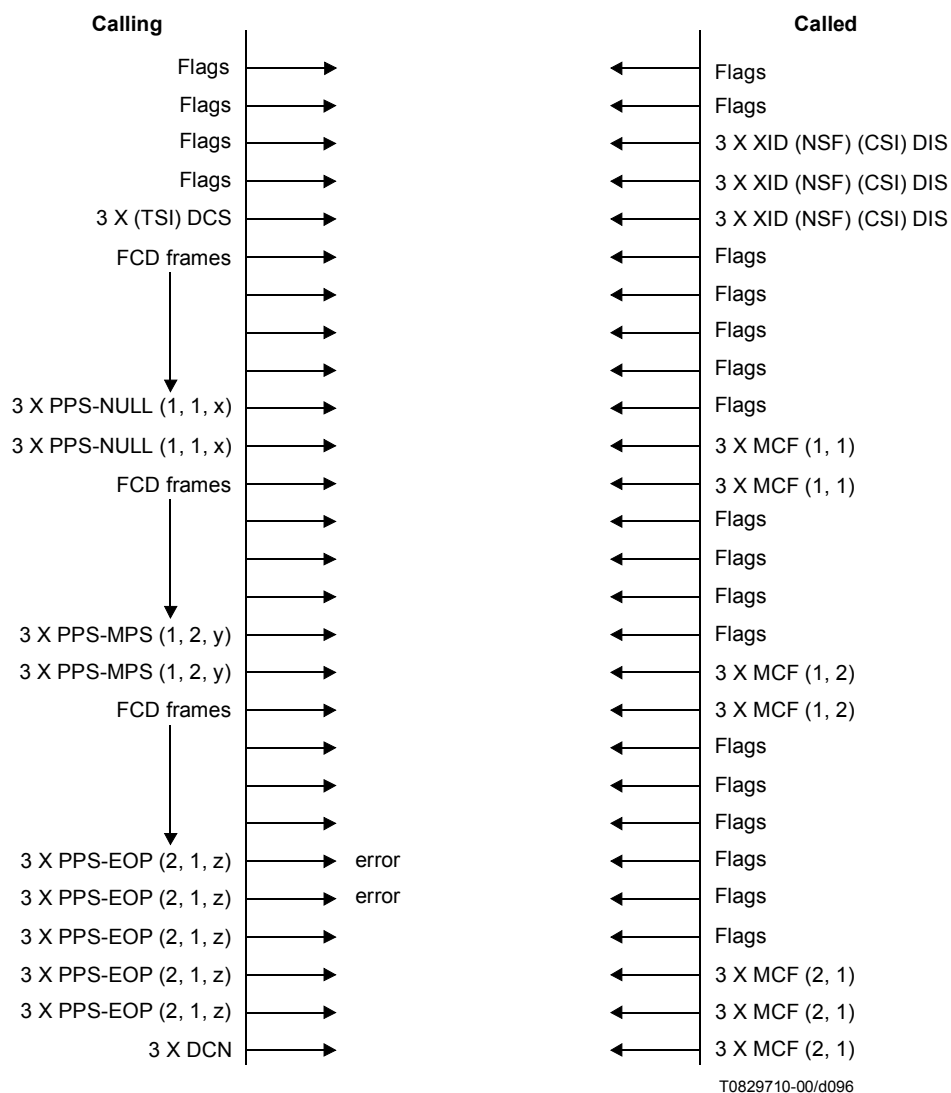 Calling Called
Flags Flags
Flags Flags
Flags 3 X XID (NSF) (CSI) DIS
Flags 3 X XID (NSF) (CSI) DIS
3 X (TSI) DCS 3 X XID (NSF) (CSI) DIS
FCD frames Flags
Flags
Flags
Flags
3 X PPS-NULL (1, 1, x) Flags
3 X PPS-NULL (1, 1, x) 3 X MCF (1, 1)
FCD frames 3 X MCF (1, 1)
Flags
Flags
Flags
3 X PPS-MPS (1, 2, y) Flags
3 X PPS-MPS (1, 2, y) 3 X MCF (1, 2)
FCD frames 3 X MCF (1, 2)
Flags
Flags
Flags
3 X PPS-EOP (2, 1, z) error Flags
3 X PPS-EOP (2, 1, z) error Flags
3 X PPS-EOP (2, 1, z) Flags
3 X PPS-EOP (2, 1, z) 3 X MCF (2, 1)
3 X PPS-EOP (2, 1, z) 3 X MCF (2, 1)
3 X DCN 3 X MCF (2, 1)
T0829710-00/d096